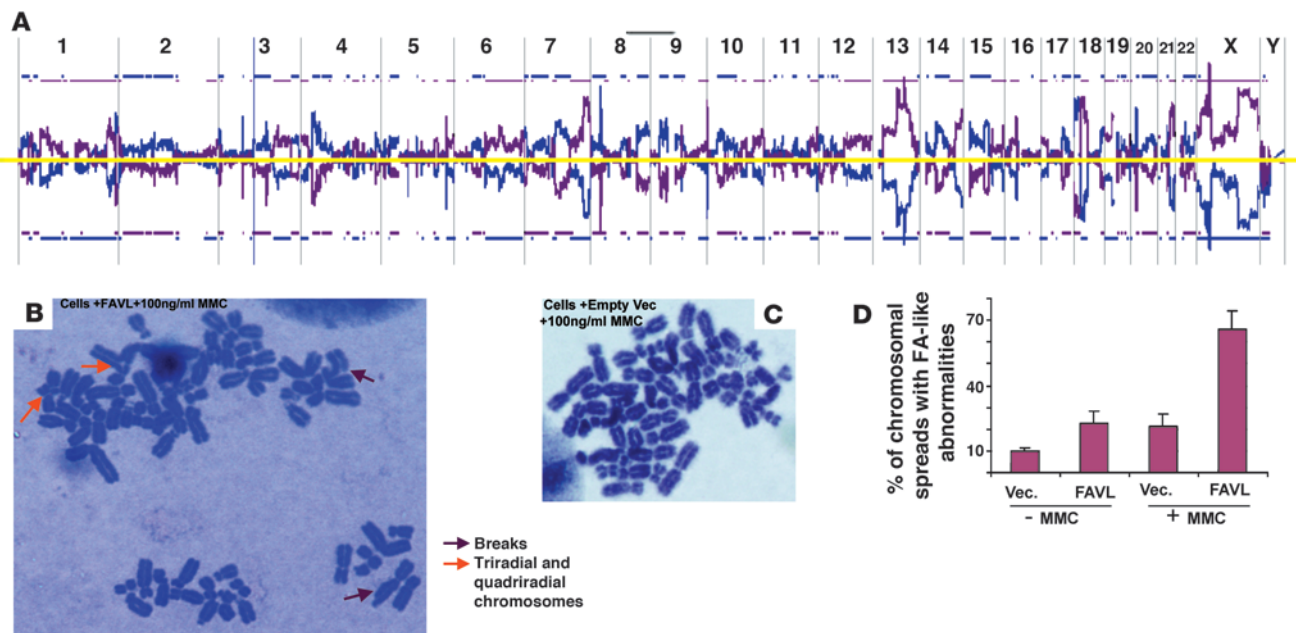 A
1 2 3 4 5 6 7 8 9 10 11 12 13 14 15 16 17 18 19 20 21 22 X Y
B
Cells +FAVL+100ng/ml MMC
Cells +Empty Vec
+100ng/ml MMC
C
Breaks
Triradial and
quadriradial
chromosomes
D
% of chromosomal
spreads with FA-like
abnormalities
70
40
10
Vec. FAVL Vec. FAVL
- MMC + MMC